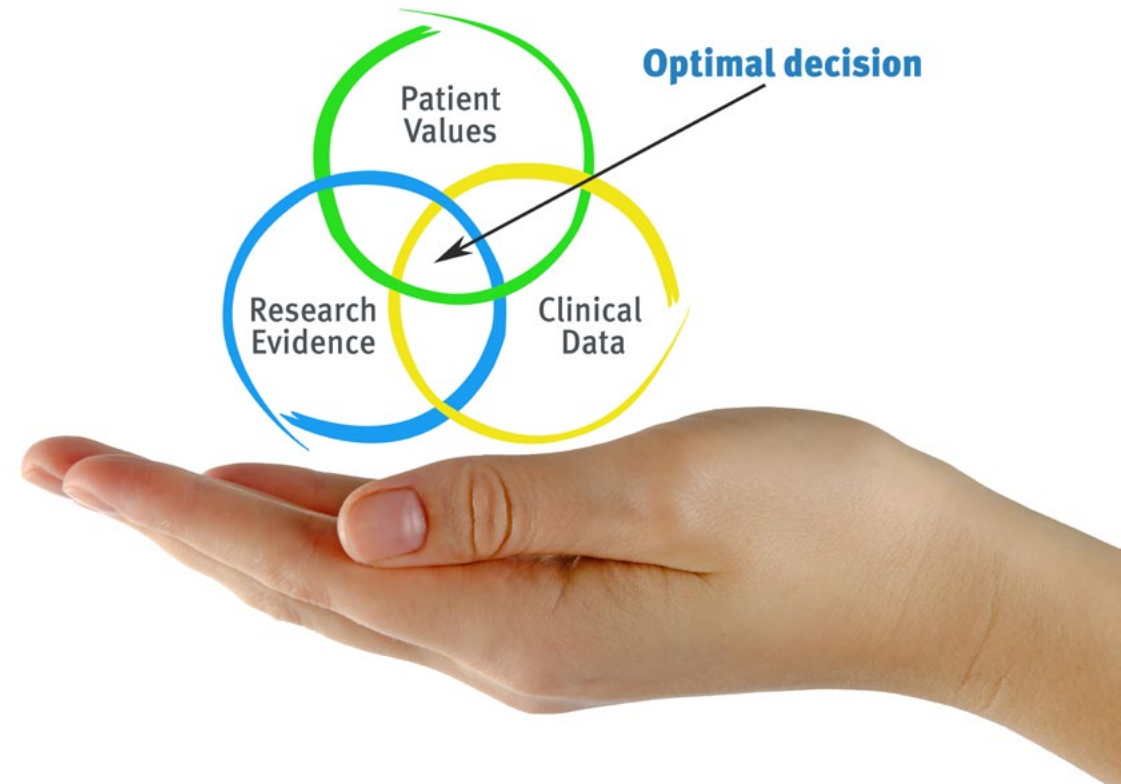 Optimal decision
Patient
Values
Research
Evidence
Clinical
Data